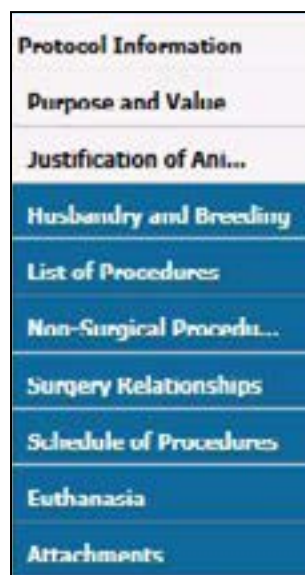 Protocol Information
Purpose and Value
Justification of Ani...
Husbandry and Breeding
List of Procedures
Non-Surgical Procedu...
Surgery Relationships
Schedule of Procedures
Euthanasia
Attachments